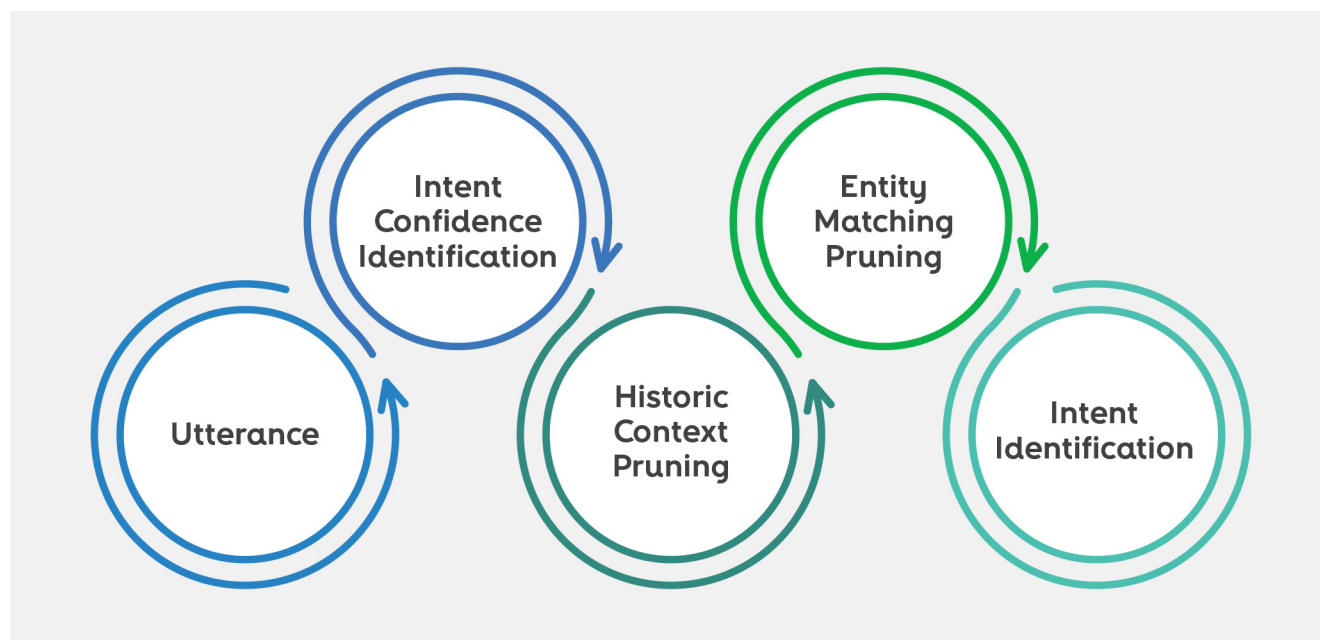 Utterance
Intent
Confidence
Identification
Historic
Context
Pruning
Entity
Matching
Pruning
Intent
Identification